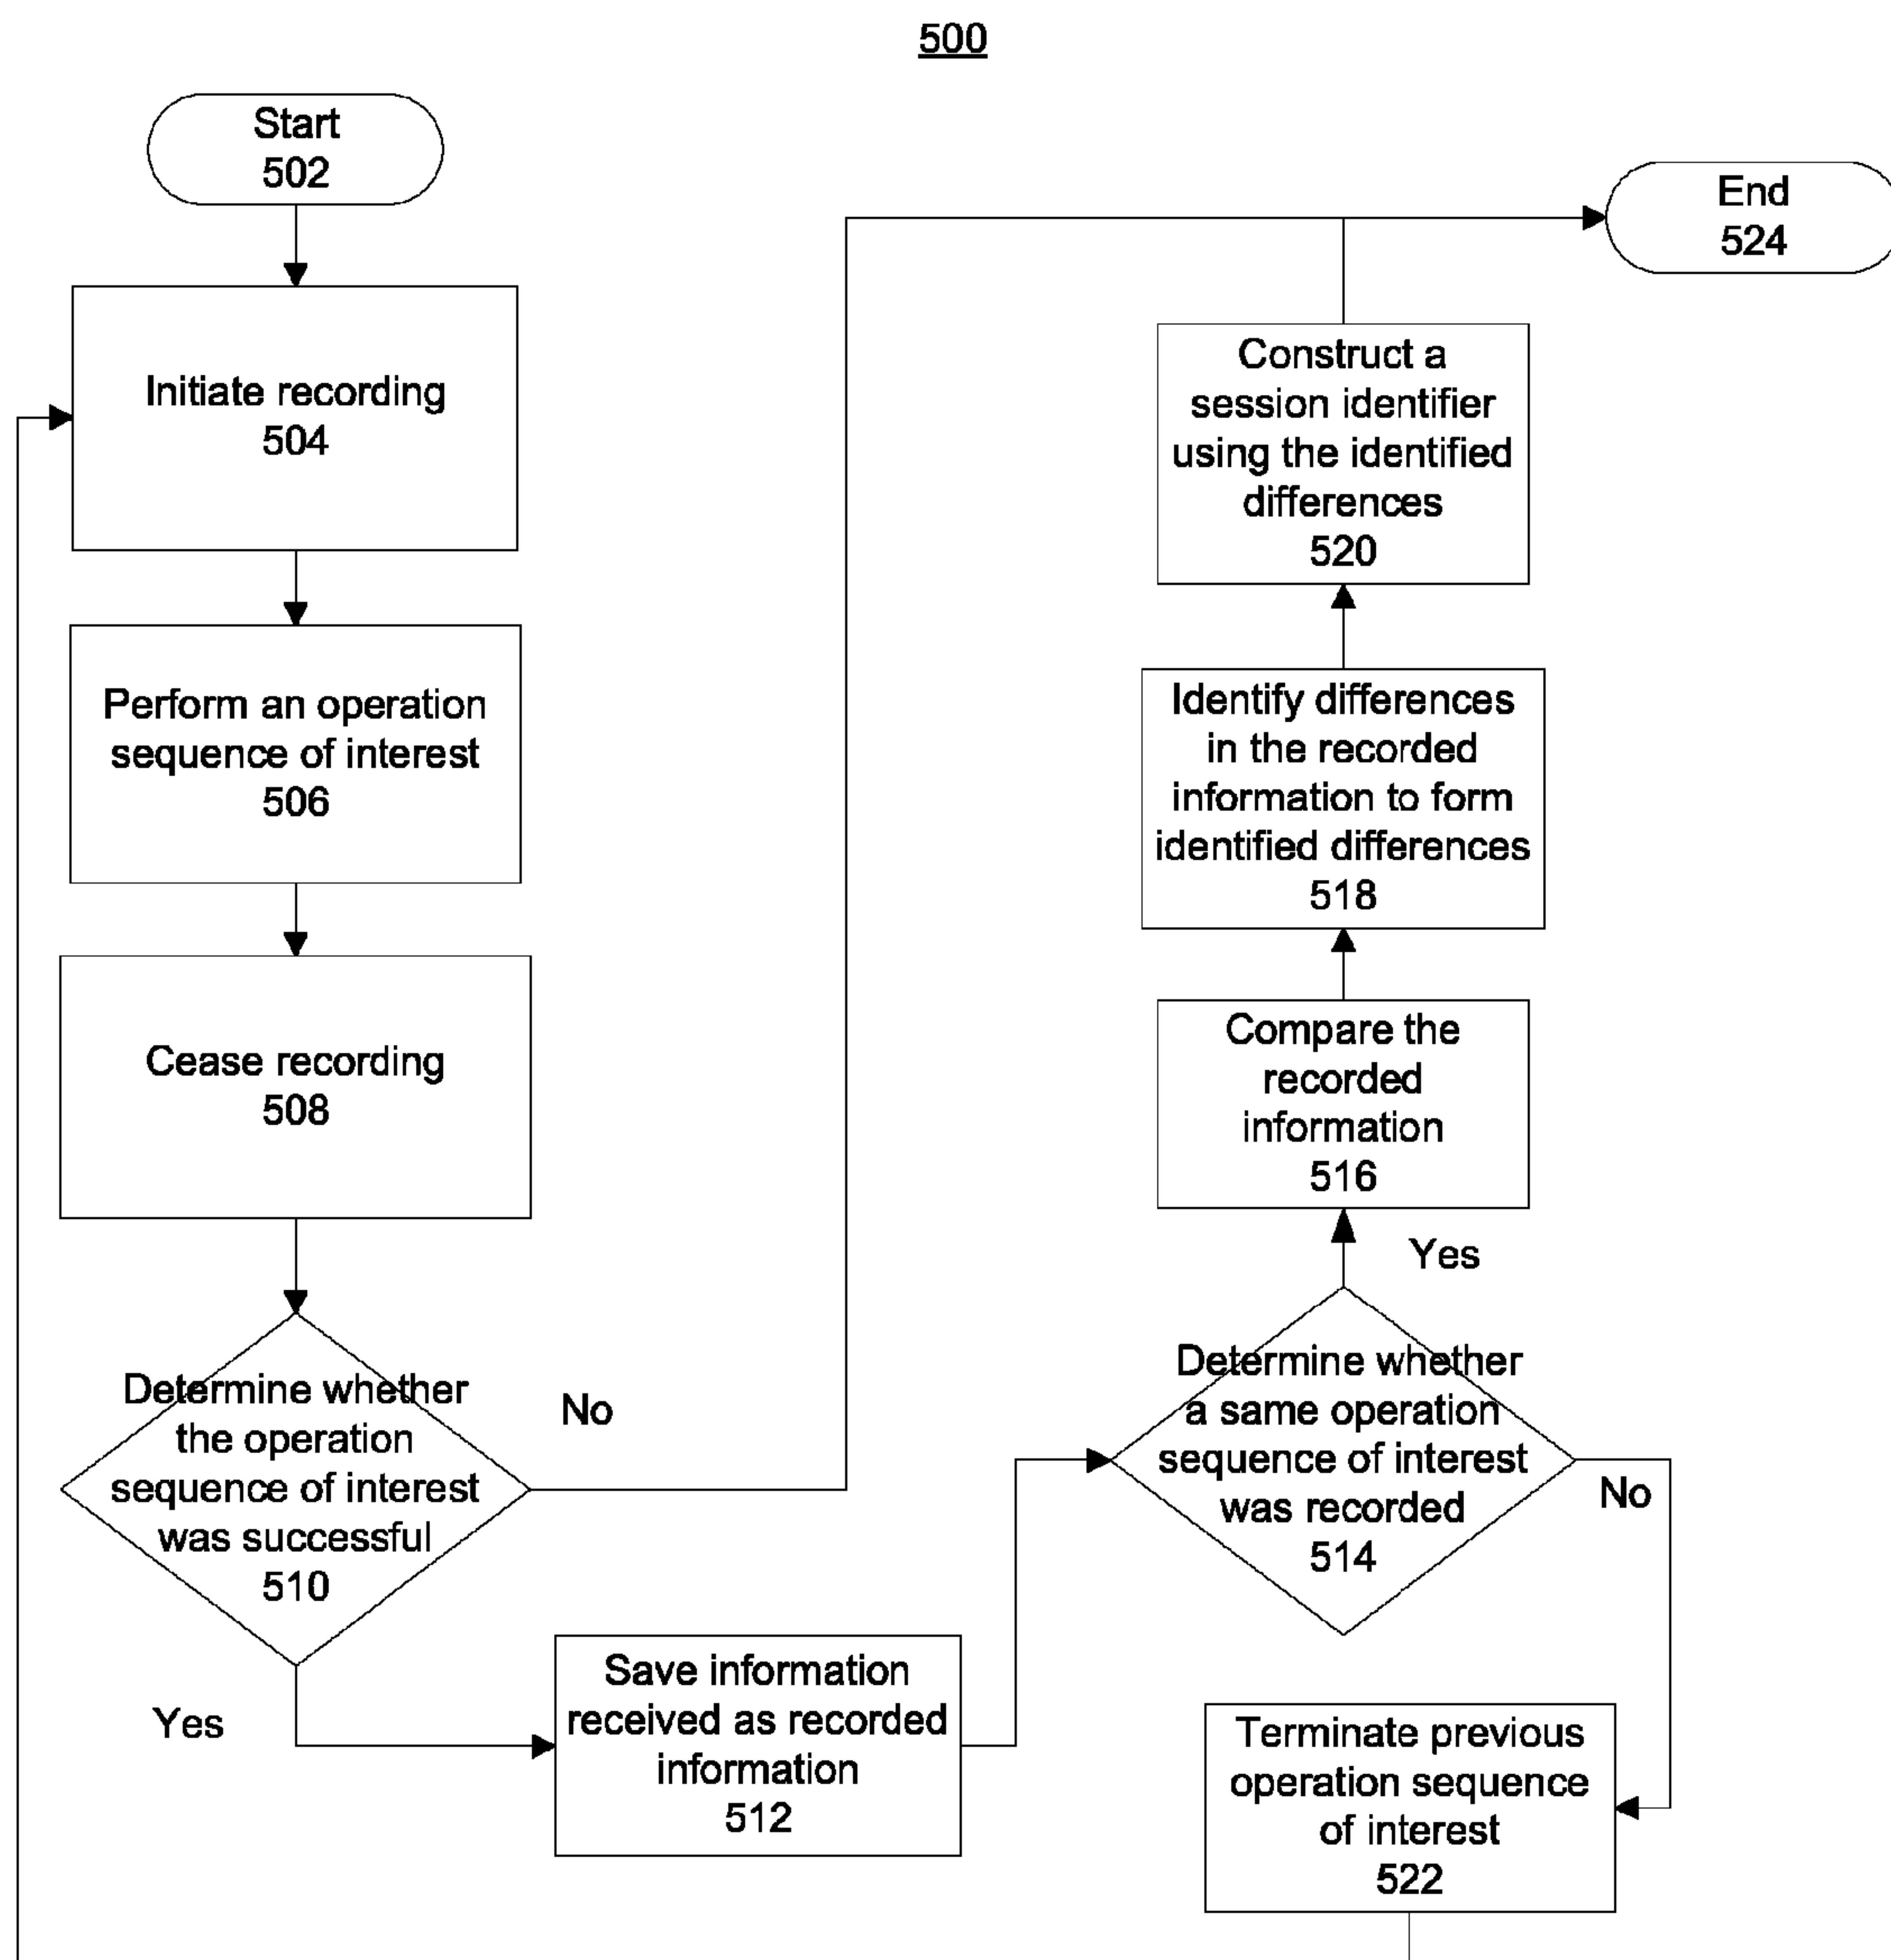 500
Start
502
Initiate recording
504
Perform an operation
sequence of interest
506
Cease recording
508
Determine whether
the operation
sequence of interest
was successful
510
No
Yes
Save information
received as recorded
information
512
Determine whether
a same operation
sequence of interest
was recorded
514
Yes
No
Compare the
recorded
information
516
Identify differences
in the recorded
information to form
identified differences
518
Construct a
session identifier
using the identified
differences
520
Terminate previous
operation sequence
of interest
522
End
524